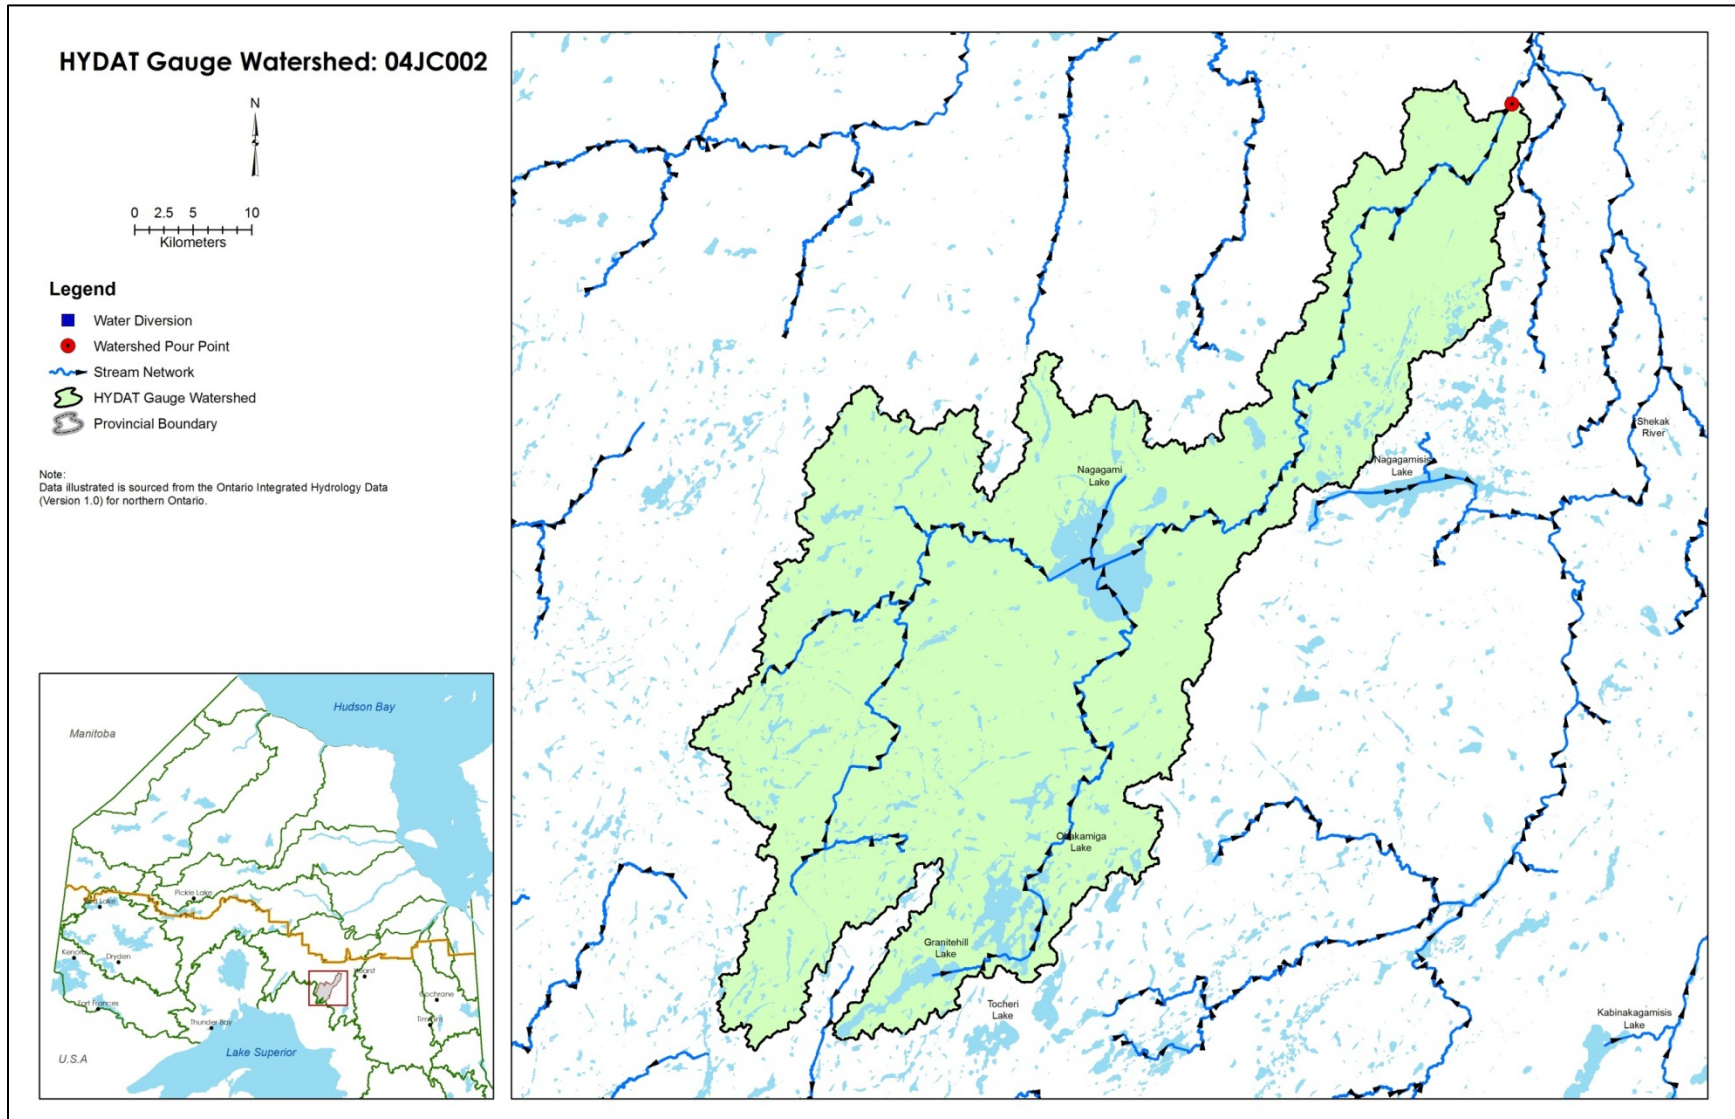 HYDAT Gauge Watershed: 04JC002
N
0 2.5 5 10
Kilometers
Legend
Water Diversion
Watershed Pour Point
Stream Network
HYDAT Gauge Watershed
Provincial Boundary
Note:
Data illustrated is sourced from the Ontario Integrated Hydrology Data
(Version 1.0) for northern Ontario.
Shekak
River
Nagagamisis
Lake
Nagagami
Lake
Lake
Granitehill
Lake
Tocheri
Lake
Kabinakagamisis
Lake
Hudson Bay
Manitoba
Pickle Lake
Red Lake
Kenora
Dryden
Hearst
Fort Frances
Cochrane
Thunder Bay
Timmins
U.S.A
Lake Superior